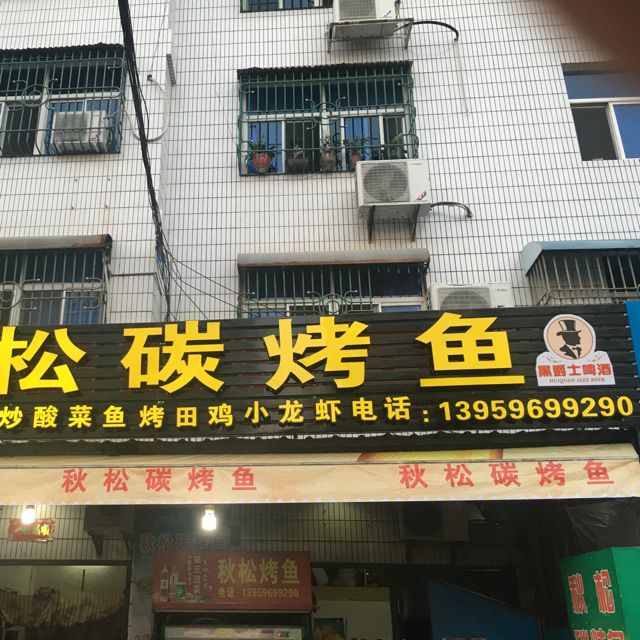 松碳烤鱼
黑爵士啤酒
HUIQUAN JAZZ BEER
炒酸菜鱼烤田鸡小龙虾电话:13959699290
秋松碳烤鱼 秋松碳烤鱼
秋松烤鱼
电话:13959699290
秋松